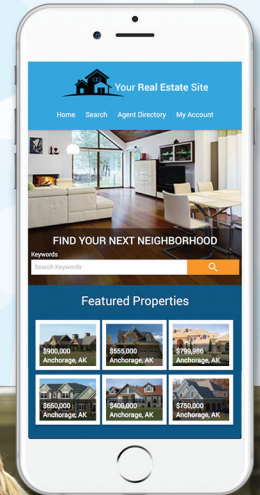 Your Real Estate Site
Home Search Agent Directory My Account
FIND YOUR NEXT NEIGHBORHOOD
Keywords
Search Keywords
Featured Properties
$900,000
Anchorage, AK
$555,000
Anchorage, AK
$799,986
Anchorage, AK
$650,000
Anchorage, AK
$400,000
Anchorage, AK
$750,000
Anchorage, AK